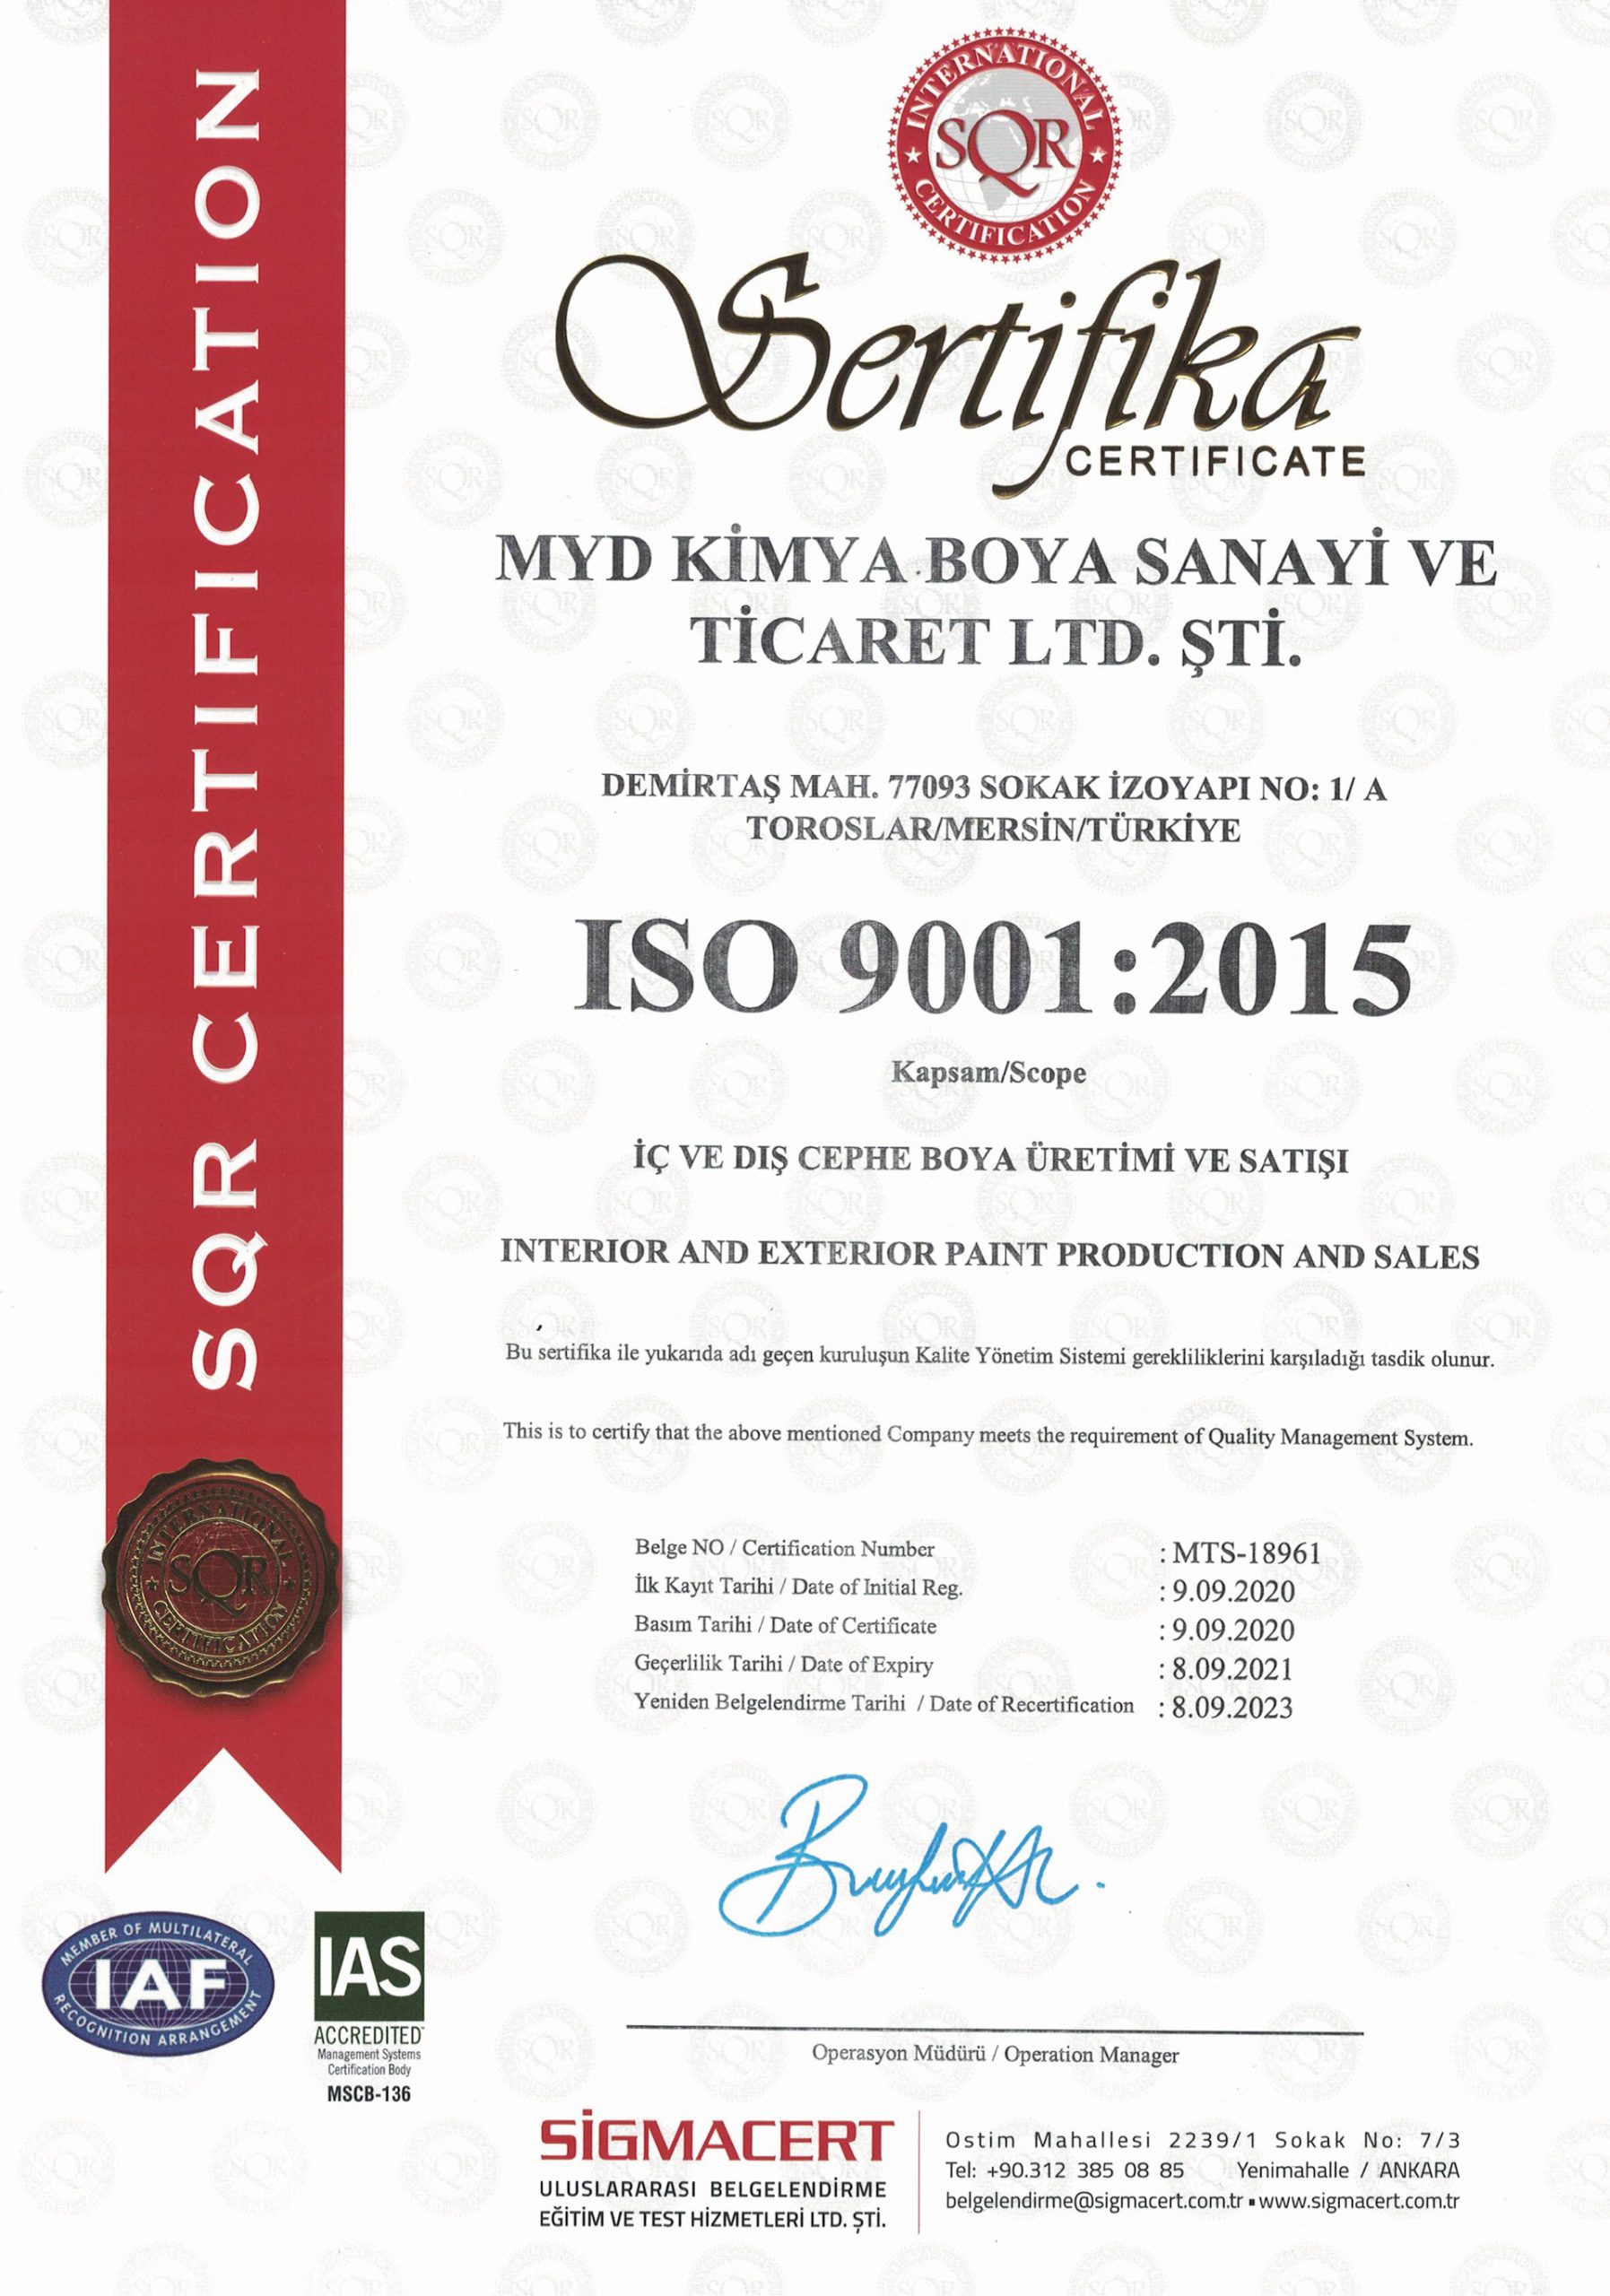 SQR CERTIFICATION
INTERNATIONAL
SQR
CERTIFICATION
Sertifika
CERTIFICATE
MYD KİMYA BOYA SANAYİ VE
TİCARET LTD. ŞTİ.
DEMİRTAŞ MAH. 77093 SOKAK İZOYAPI NO: 1/ A
TOROSLAR/MERSİN/TÜRKİYE
ISO 9001:2015
Kapsam/Scope
İÇ VE DIŞ CEPHE BOYA ÜRETİMİ VE SATIŞI
INTERIOR AND EXTERIOR PAINT PRODUCTION AND SALES
Bu sertifika ile yukarıda adı geçen kuruluşun Kalite Yönetim Sistemi gerekliliklerini karşıladığı tasdik olunur.
This is to certify that the above mentioned Company meets the requirement of Quality Management System.
INTERNATIONAL
SQR
CERTIFICATION
Belge NO / Certification Number : MTS-18961
İlk Kayıt Tarihi / Date of Initial Reg. : 9.09.2020
Basım Tarihi / Date of Certificate : 9.09.2020
Geçerlilik Tarihi / Date of Expiry : 8.09.2021
Yeniden Belgelendirme Tarihi / Date of Recertification : 8.09.2023
MEMBER OF MULTILATERAL
IAF
RECOGNITION ARRANGEMENT
IAS
ACCREDITED
Management Systems
Certification Body
MSCB-136
Operasyon Müdürü / Operation Manager
SİGMACERT
ULUSLARARASI BELGELENDİRME
EĞİTİM VE TEST HİZMETLERİ LTD. ŞTİ.
Ostim Mahallesi 2239/1 Sokak No: 7/3
Tel: +90.312 385 08 85 Yenimahalle / ANKARA
belgelendirme@sigmacert.com.tr ▪ www.sigmacert.com.tr